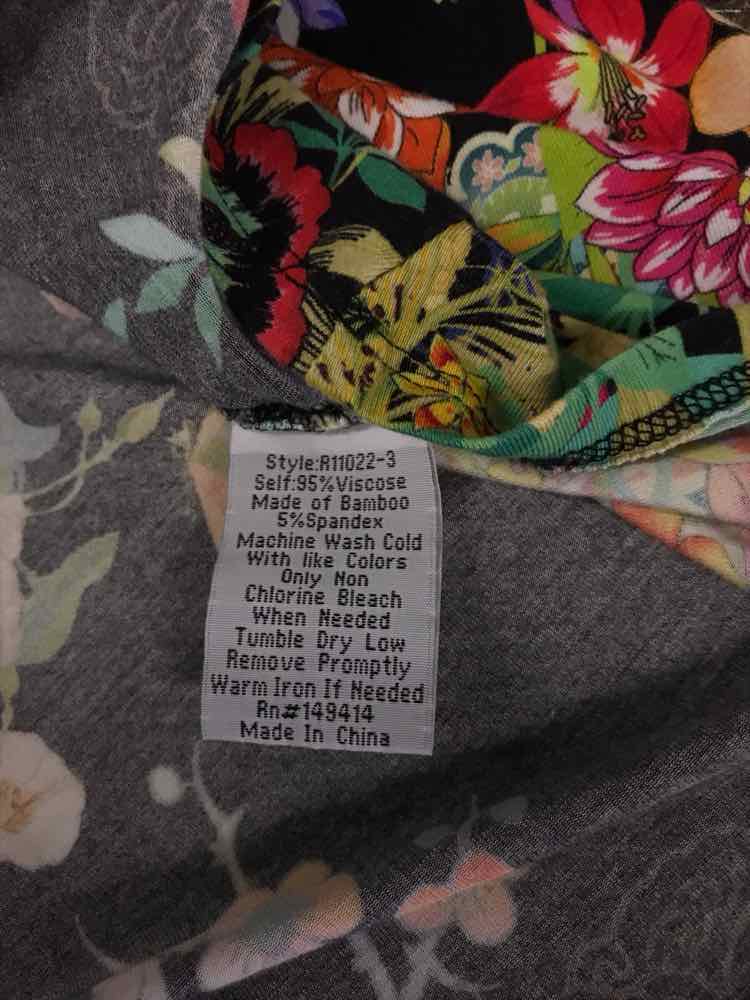 Style:R11022-3
Self:95%Viscose
Made of Bamboo
5%Spandex
Machine Wash Cold
With like Colors
Only Non
Chlorine Bleach
When Needed
Tumble Dry Low
Remove Promptly
Warm Iron If Needed
Rn#149414
Made In China